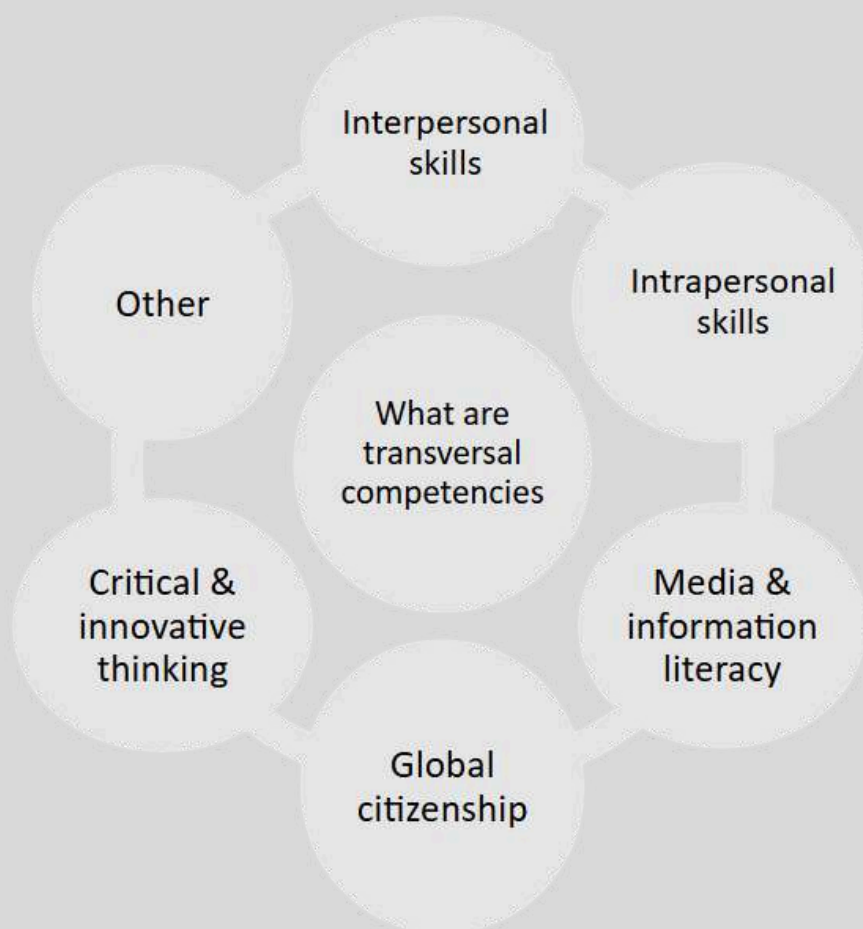 Interpersonal
skills
Other
Intrapersonal
skills
What are
transversal
competencies
Critical &
innovative
thinking
Media &
information
literacy
Global
citizenship